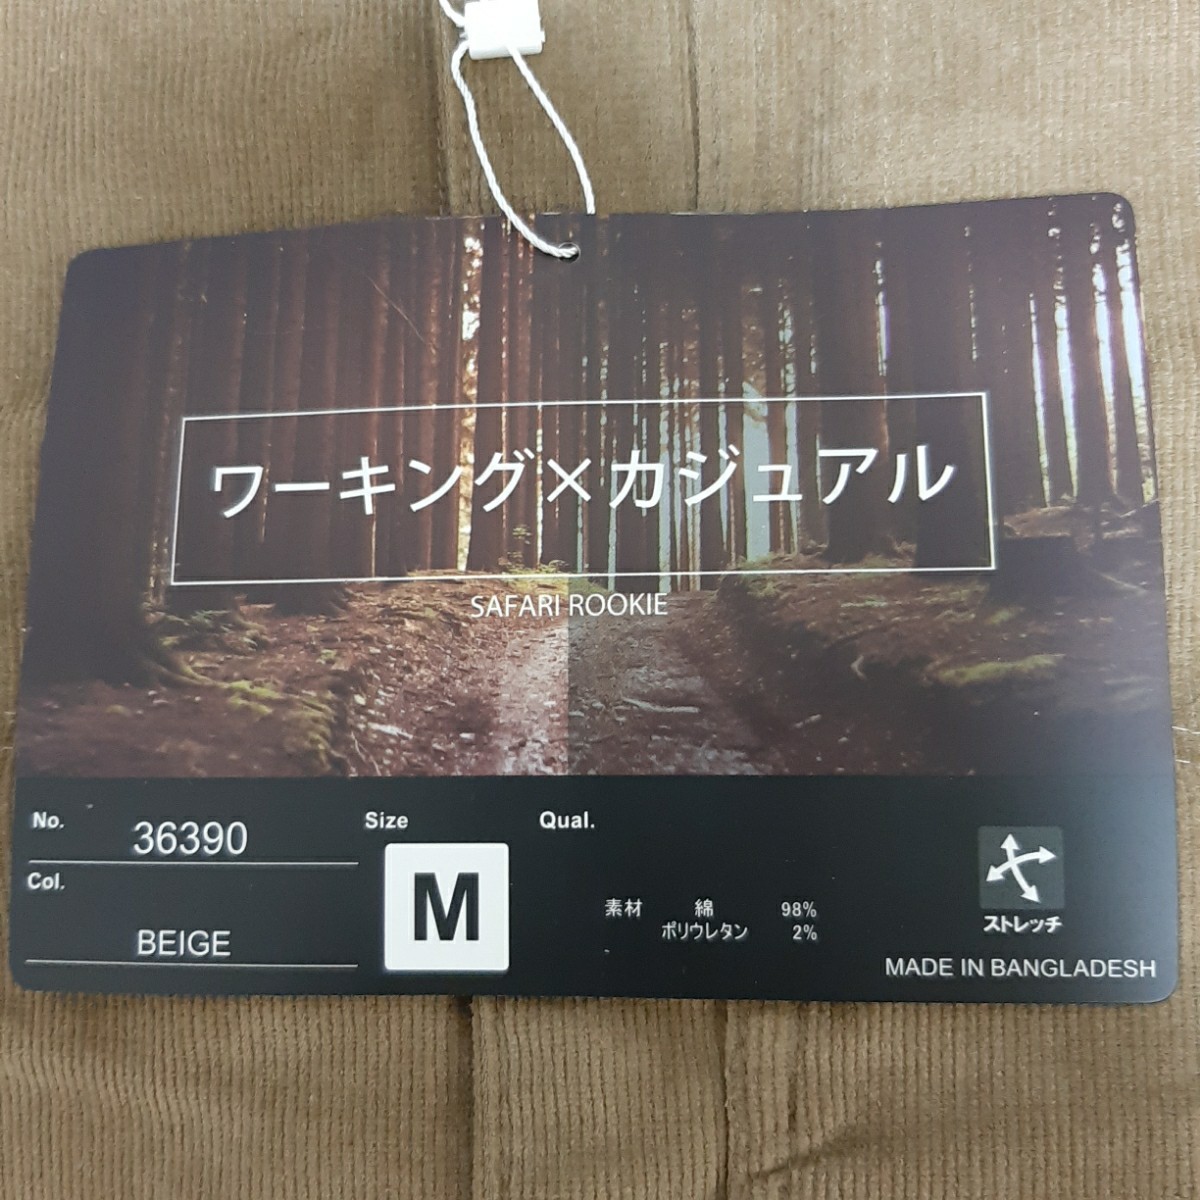 ワーキング×カジュアル
SAFARI ROOKIE
No. 36390
Size
M
Qual.
Col.
BEIGE
素材 綿 98%
ポリウレタン 2%
ストレッチ
MADE IN BANGLADESH